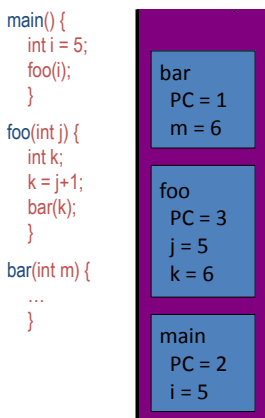 main() {
int i = 5;
foo(i);
}
foo(int j) {
int k;
k = j+1;
bar(k);
}
bar(int m) {
…
}
bar
PC = 1
m = 6
foo
PC = 3
j = 5
k = 6
main
PC = 2
i = 5